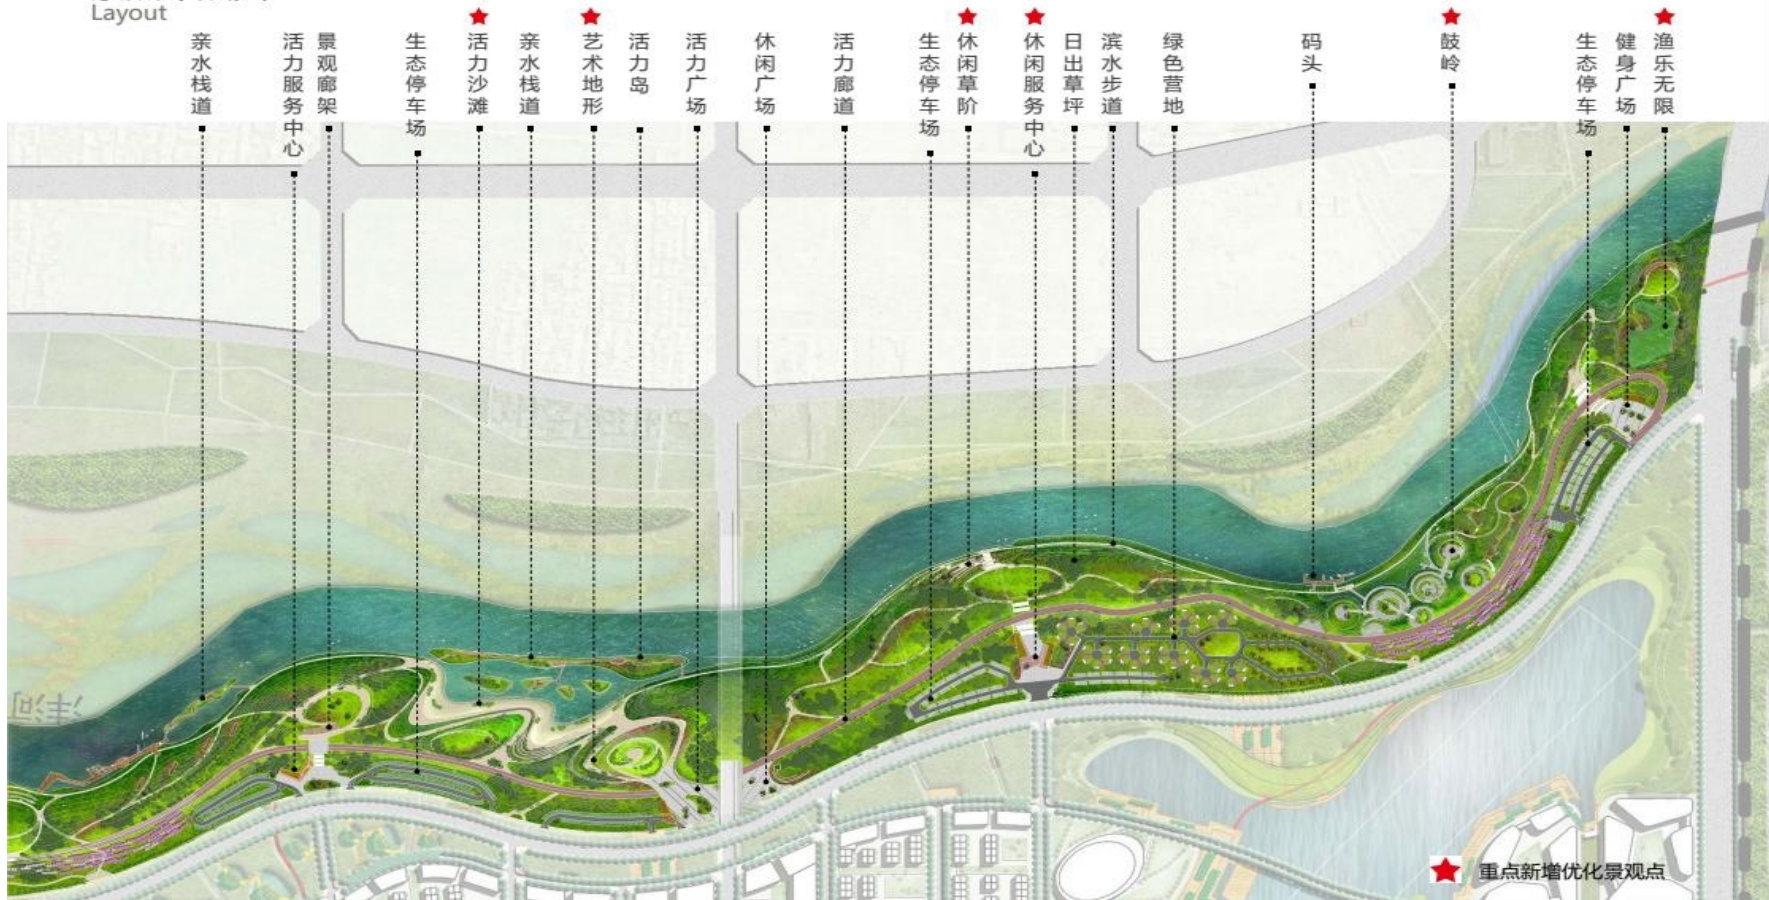 Layout
亲水栈道
活力服务中心
景观廊架
生态停车场
活力沙滩
亲水栈道
艺术地形
活力岛
活力广场
休闲广场
活力廊道
生态停车场
休闲草阶
休闲服务中心
日出草坪
滨水步道
绿色营地
码头
鼓岭
生态停车场
健身广场
渔乐无限
沣河
重点新增优化景观点